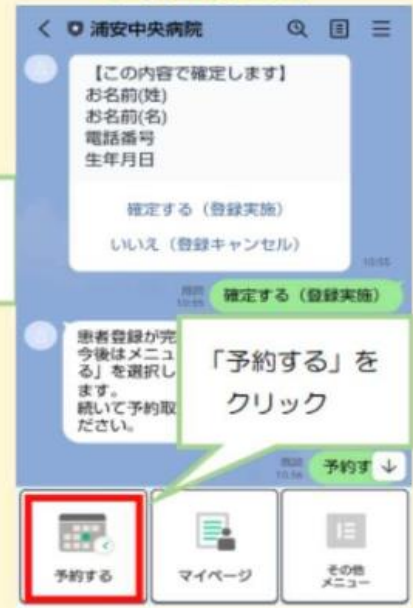 浦安中央病院
【この内容で確定します】
お名前(姓)
お名前(名)
電話番号
生年月日
確定する（登録実施）
いいえ（登録キャンセル）
10:55
既読
10:55
確定する（登録実施）
患者登録が完
今後はメニュ
る」を選択し
ます。
続いて予約取
ださい。
「予約する」を
クリック
既読
10:56
予約す
予約する
マイページ
その他
メニュー